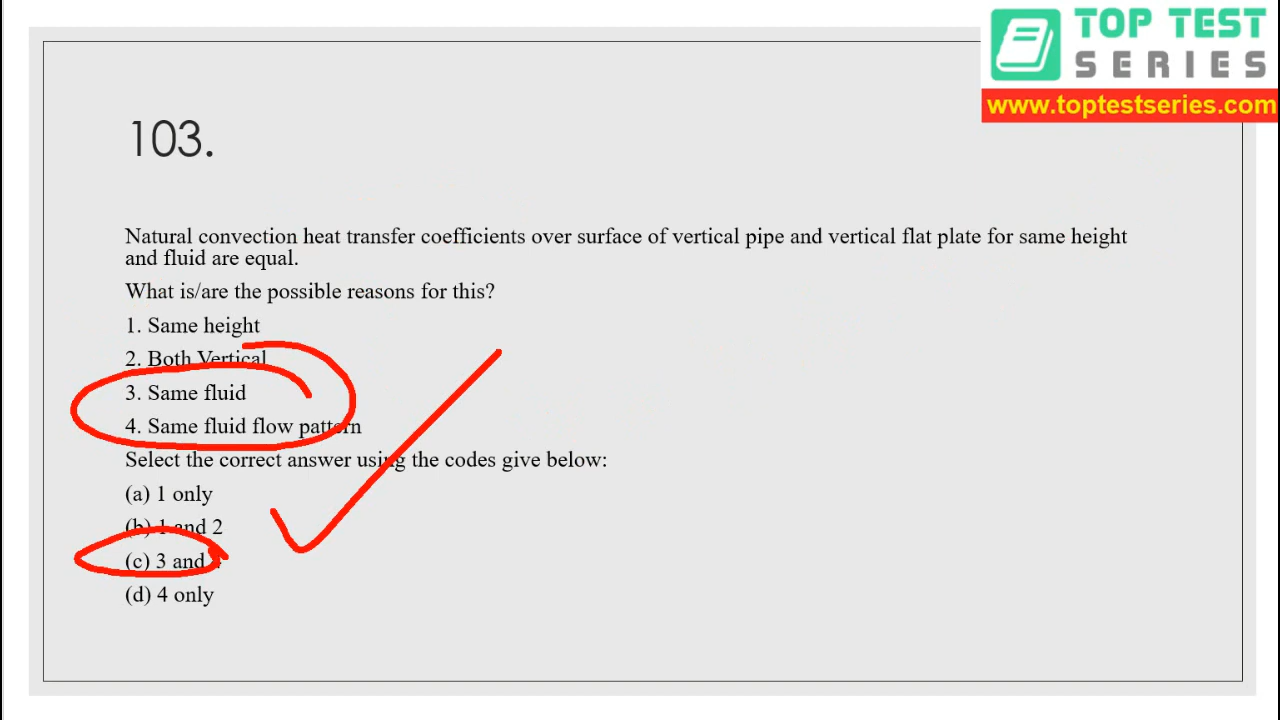 TOP TEST
SERIES
www.toptestseries.com
103.
Natural convection heat transfer coefficients over surface of vertical pipe and vertical flat plate for same height
and fluid are equal.
What is/are the possible reasons for this?
1. Same height
2. Both Vertical
3. Same fluid
4. Same fluid flow pattern
Select the correct answer using the codes give below:
(a) 1 only
(b) 1 and 2
(c) 3 and
(d) 4 only